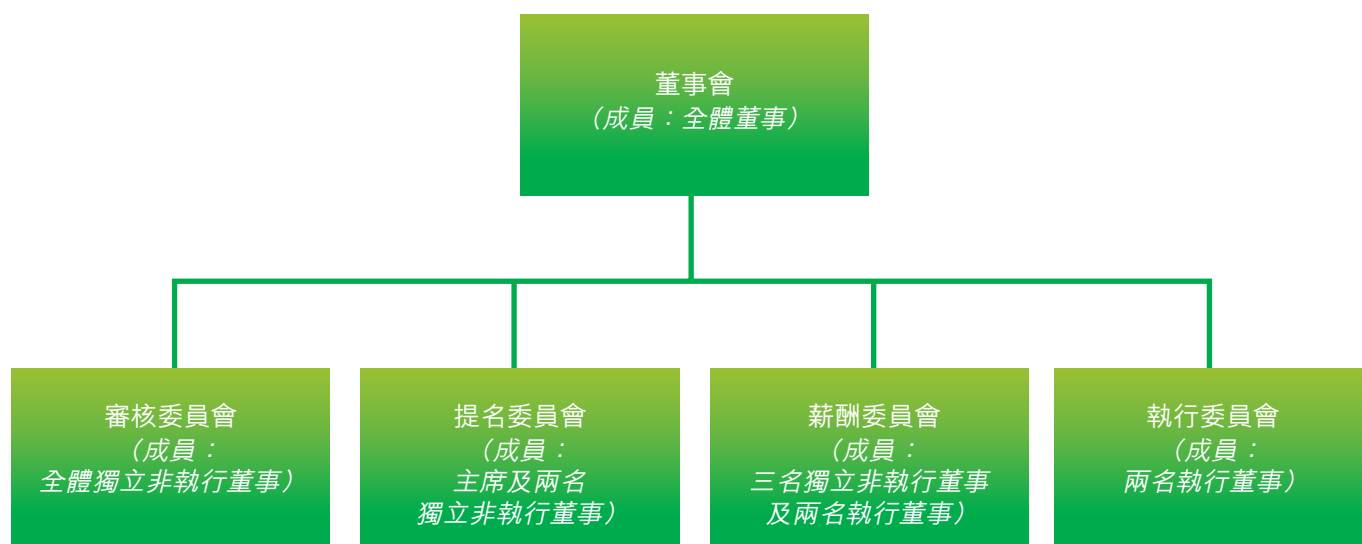 董事會
（成員：全體董事）
審核委員會
（成員：
全體獨立非執行董事）
提名委員會
（成員：
主席及兩名
獨立非執行董事）
薪酬委員會
（成員：
三名獨立非執行董事
及兩名執行董事）
執行委員會
（成員：
兩名執行董事）